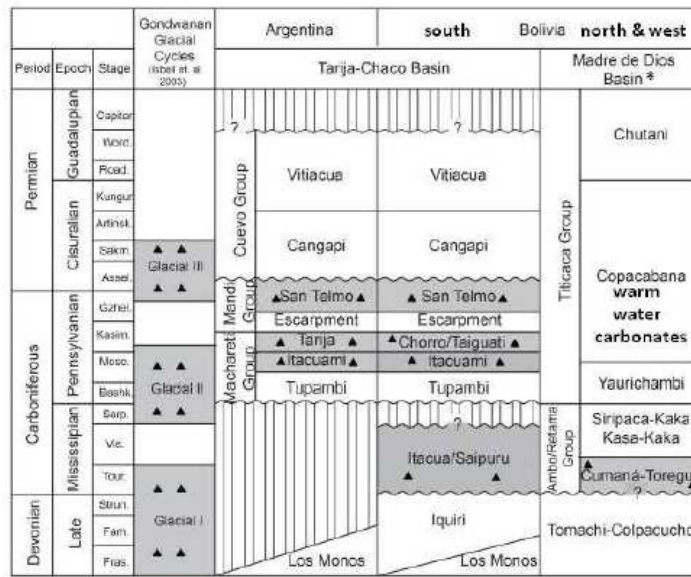 Gondwanan
Glacial
Cycles
(Isbell et. al.
2003)
Argentina
south
Bolivia
north & west
Period
Epoch
Stage
Tarija-Chaco Basin
Madre de Dios
Basin *
Permian
Carboniferous
Devonian
Guadalupian
Cisuralian
Pennsylvanian
Mississipian
Late
Capitan
Word.
Road.
Kungur
Artinsk.
Sakm.
Assel.
Gzhel.
Kasim.
Mosc.
Bashk.
Serp.
Vis.
Tour.
Strun.
Fam.
Fras.
Glacial III
Glacial II
Glacial I
?
Cuevo Group
Mandi
Group
Machareti
Group
Vitiacua
Cangapi
San Telmo
Escarpment
Tarija
Itacuami
Tupambi
Los Monos
?
Vitiacua
Cangapi
San Telmo
Escarpment
Chorro/Taiguati
Itacuami
Tupambi
?
Itacua/Saipuru
Iquiri
Los Monos
Titicaca Group
Ambo/Retama
Group
Chutani
Copacabana
warm
water
carbonates
Yaurichambi
Siripaca-Kaka
Kasa-Kaka
Cumaná-Toregua
?
Tomachi-Colpacucho